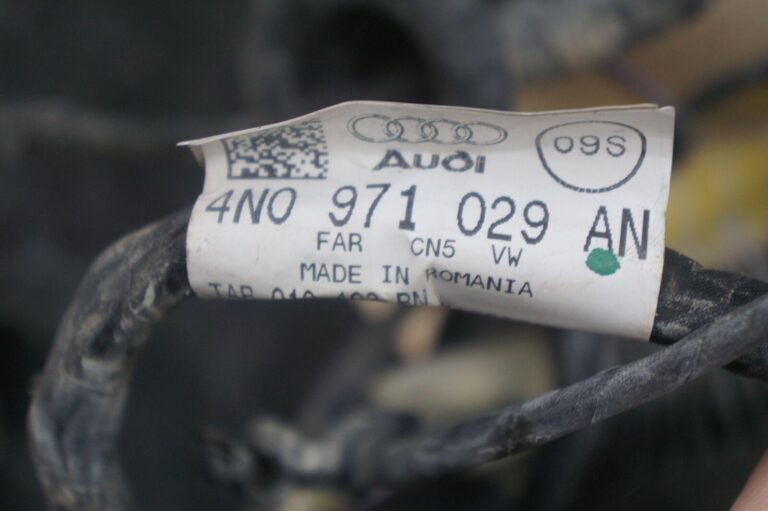 Audi
09S
4N0 971 029 AN
FAR CN5 VW
MADE IN ROMANIA